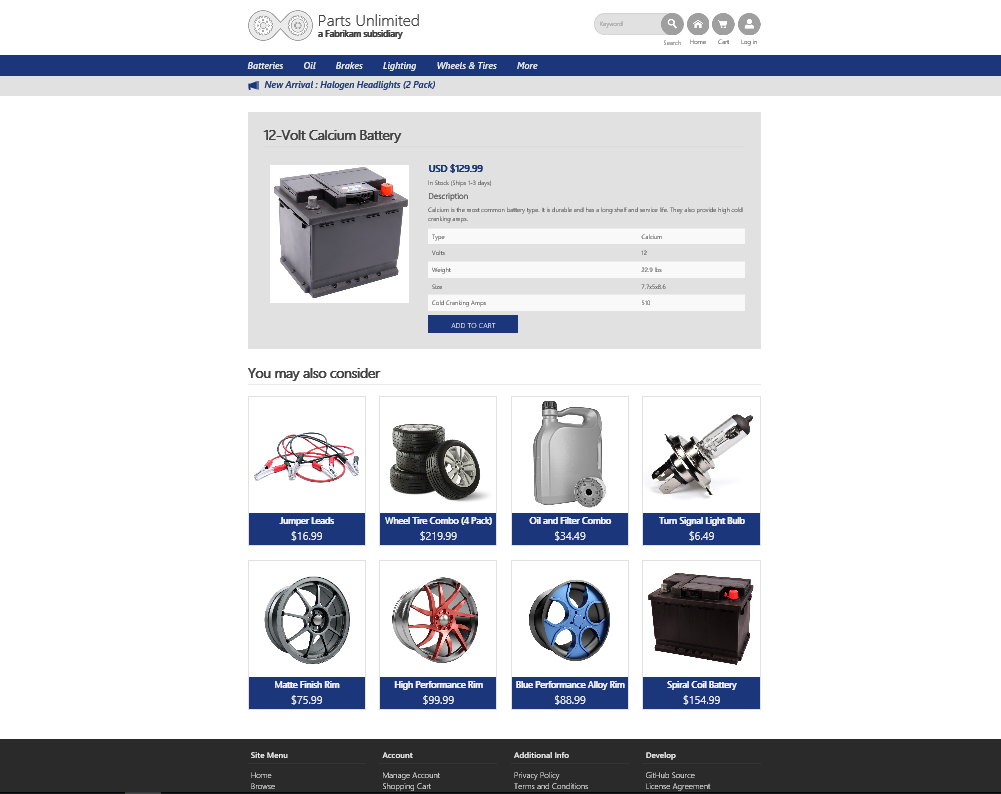 Parts Unlimited
a Fabrikam subsidiary
Keyword
Search
Home
Cart
Log in
Batteries
Oil
Brakes
Lighting
Wheels & Tires
More
New Arrival : Halogen Headlights (2 Pack)
12-Volt Calcium Battery
USD $129.99
In Stock (Ships 1-3 days)
Description
Calcium is the most common battery type. It is durable and has a long shelf and service life. They also provide high cold
cranking amps.
Type Calcium
Volts 12
Weight 22.9 lbs
Size 7.7x5x8.6
Cold Cranking Amps 510
ADD TO CART
You may also consider
Jumper Leads
$16.99
Wheel Tire Combo (4 Pack)
$219.99
Oil and Filter Combo
$34.49
Turn Signal Light Bulb
$6.49
Matte Finish Rim
$75.99
High Performance Rim
$99.99
Blue Performance Alloy Rim
$88.99
Spiral Coil Battery
$154.99
Site Menu
Home
Browse
Account
Manage Account
Shopping Cart
Additional Info
Privacy Policy
Terms and Conditions
Develop
GitHub Source
License Agreement